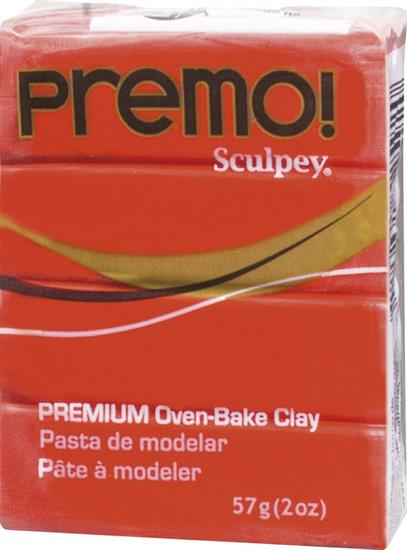 PREMO!
Sculpey®
PREMIUM Oven-Bake Clay
Pasta de modelar
Pâte à modeler
57g(2oz)